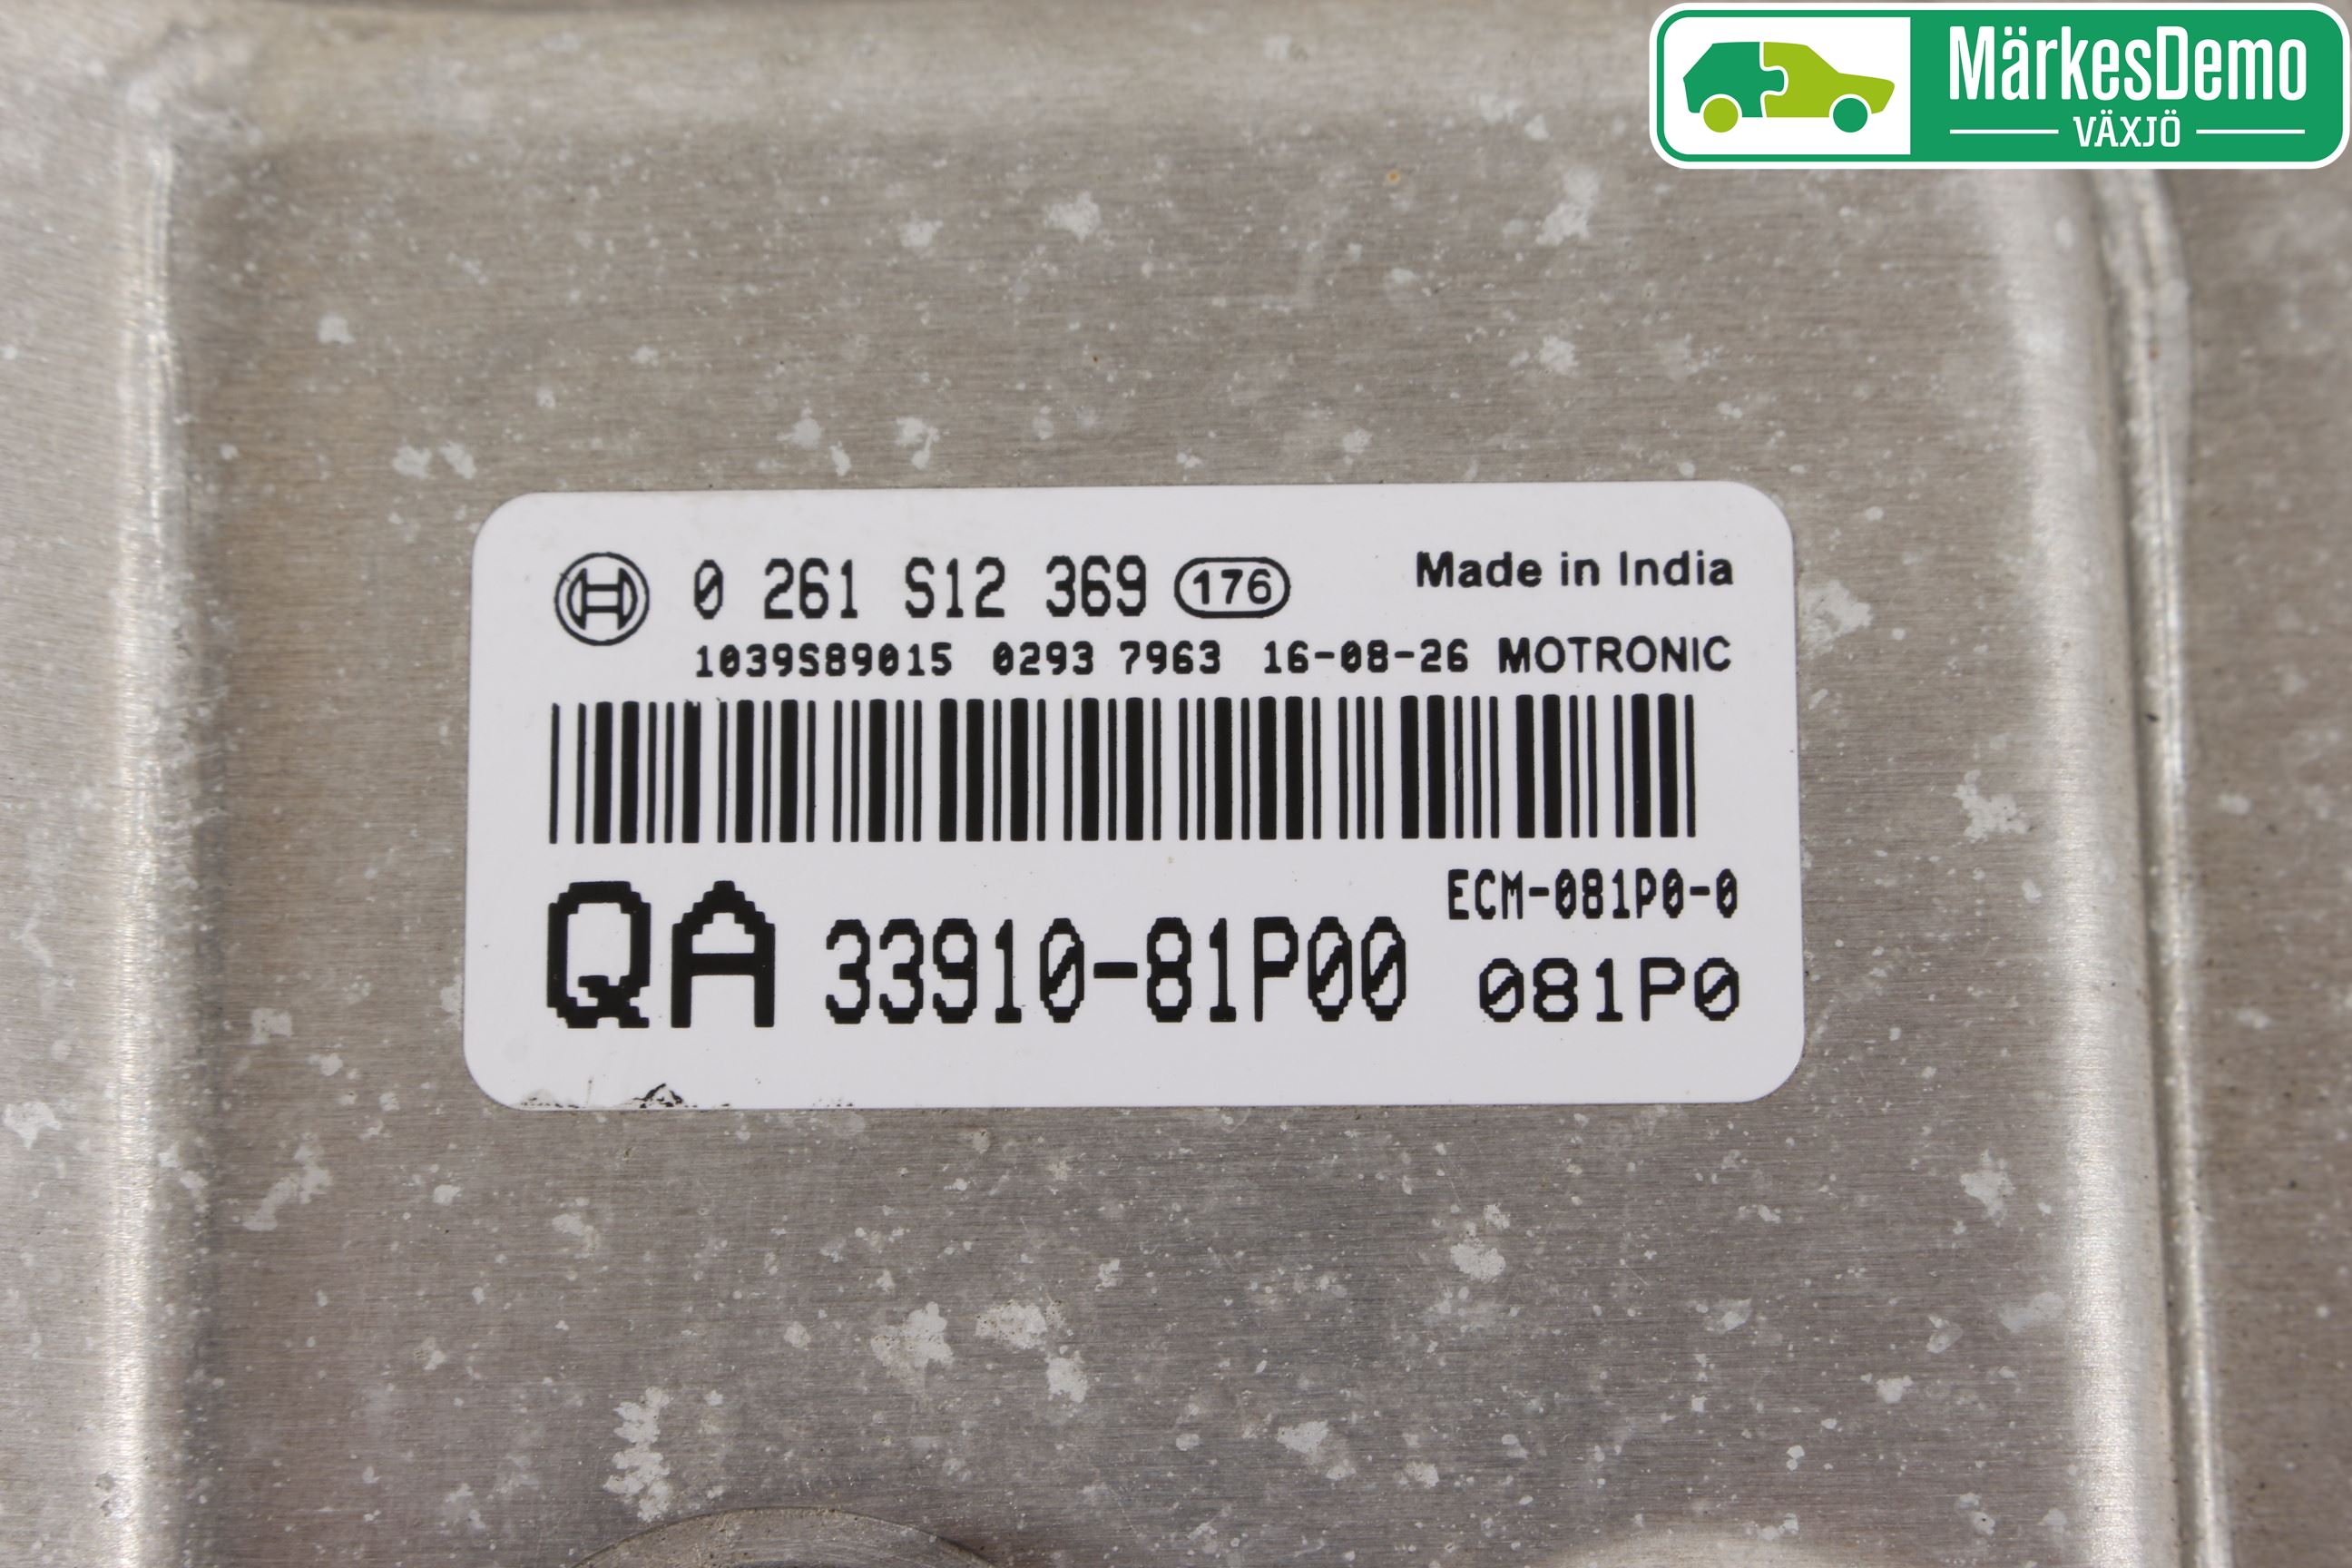 MärkesDemo
VÄXJÖ
0 261 S12 369 176 Made in India
1039S89015 0293 7963 16-08-26 MOTRONIC
ECM-081P0-0
QA 33910-81P00 081P0